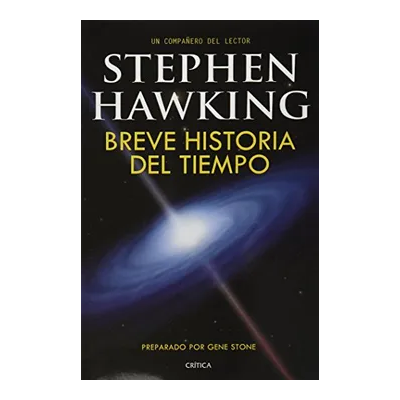 UN COMPAÑERO DEL LECTOR
STEPHEN
HAWKING
BREVE HISTORIA
DEL TIEMPO
PREPARADO POR GENE STONE
CRÍTICA